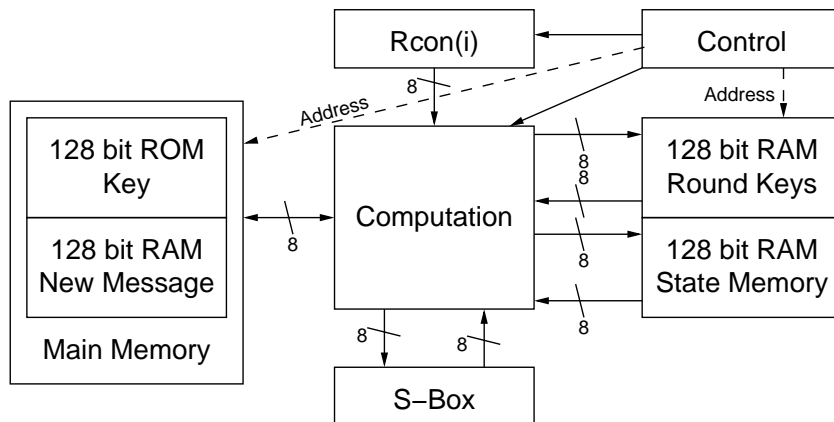 Rcon(i)
Control
8
Address
Address
128 bit ROM
Key
128 bit RAM
New Message
Main Memory
8
Computation
8
8
8
8
128 bit RAM
Round Keys
128 bit RAM
State Memory
8
8
S−Box